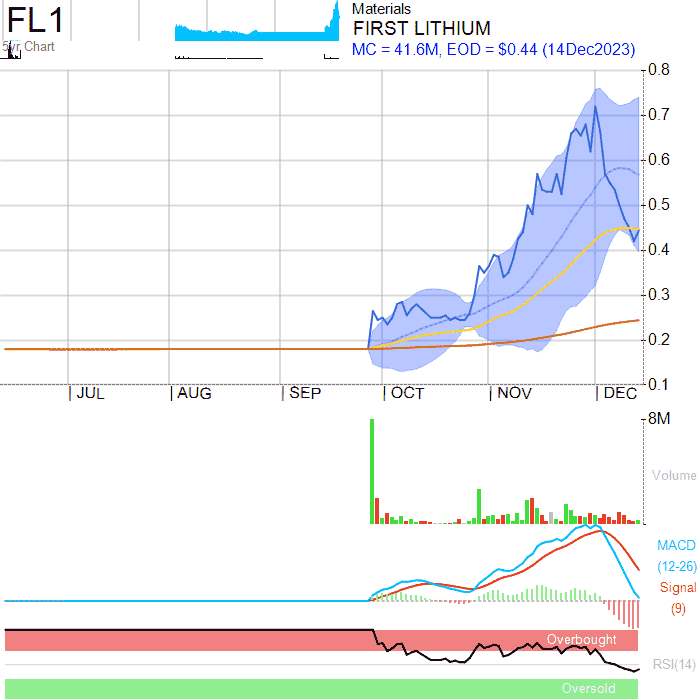 FL1
5yr Chart
Materials
FIRST LITHIUM
MC = 41.6M, EOD = $0.44 (14Dec2023)
0.8
0.7
0.6
0.5
0.4
0.3
0.2
0.1
JUL AUG SEP OCT NOV DEC
8M
Volume
MACD
(12-26)
Signal
(9)
Overbought
RSI(14)
Oversold